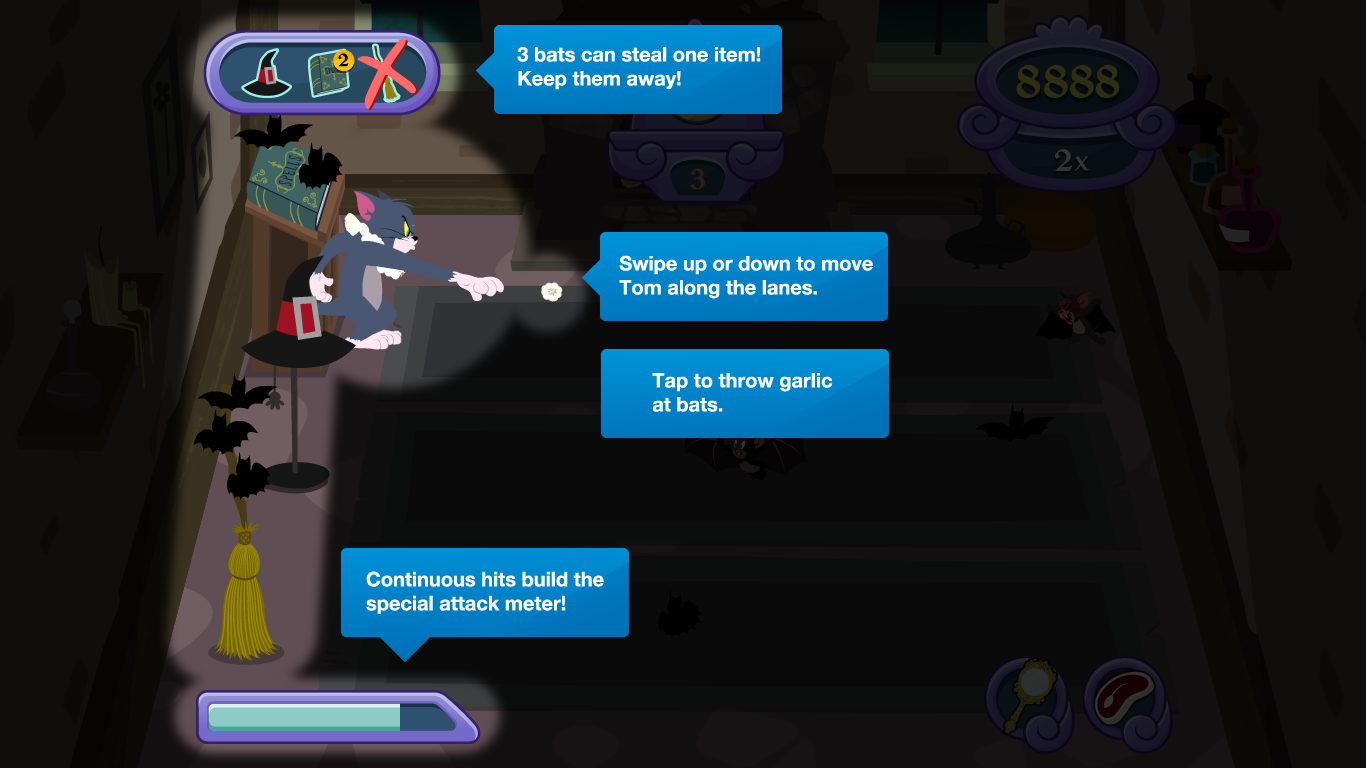 3 bats can steal one item!
Keep them away!
2
8888
2x
3
SPELLS
Swipe up or down to move
Tom along the lanes.
Tap to throw garlic
at bats.
Continuous hits build the
special attack meter!